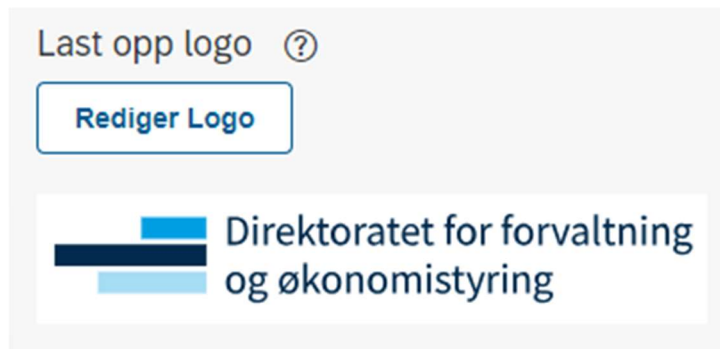 Last opp logo ?
Rediger Logo
Direktoratet for forvaltning
og økonomistyring